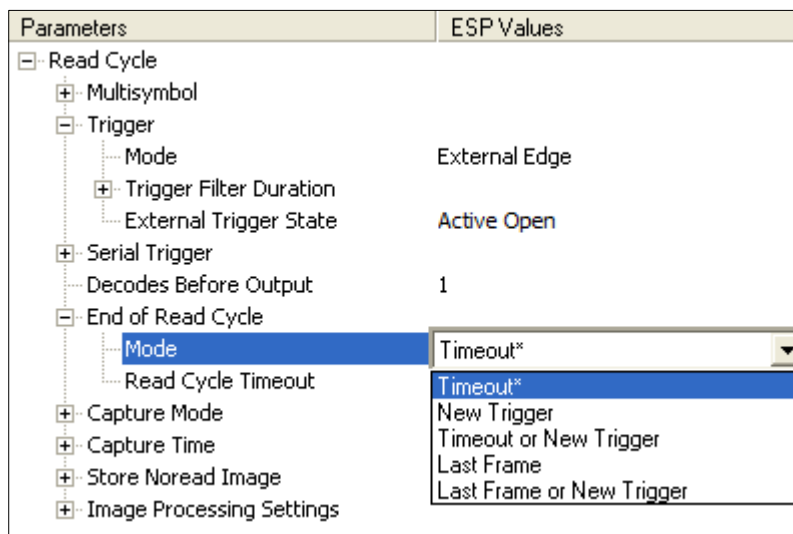 Parameters ESP Values
Read Cycle
Multisymbol
Trigger
Mode External Edge
Trigger Filter Duration
External Trigger State Active Open
Serial Trigger
Decodes Before Output 1
End of Read Cycle
Mode Timeout*
Read Cycle Timeout Timeout*
New Trigger
Capture Mode
Timeout or New Trigger
Capture Time
Last Frame
Store Noread Image
Last Frame or New Trigger
Image Processing Settings